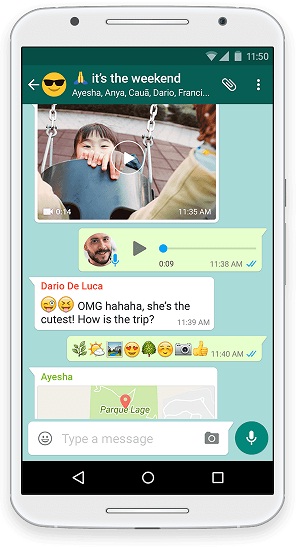 11:50
🙏 it's the weekend
Ayesha, Anya, Cauã, Dario, Franci...
0:14
11:35 AM
0:09
11:38 AM
Dario De Luca
😜😝 OMG hahaha, she's the
cutest! How is the trip?
11:39 AM
🌿⛅🏞️😍🌳☺️📷👍
11:40 AM
Ayesha
Parque Lage
Type a message